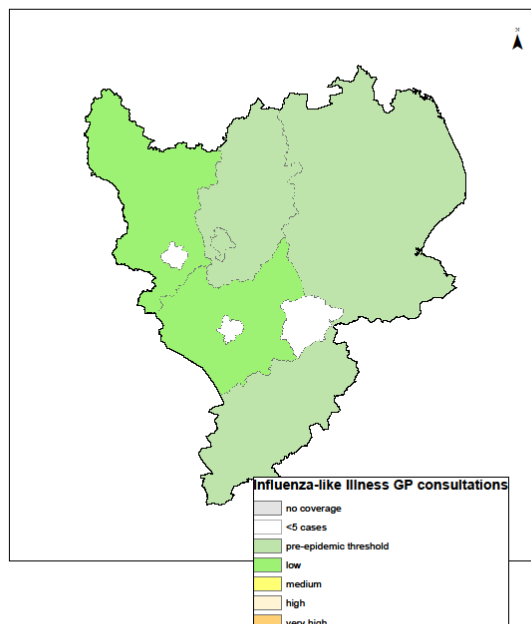 Influenza-like Illness GP consultations
no coverage
<5 cases
pre-epidemic threshold
low
medium
high
very high